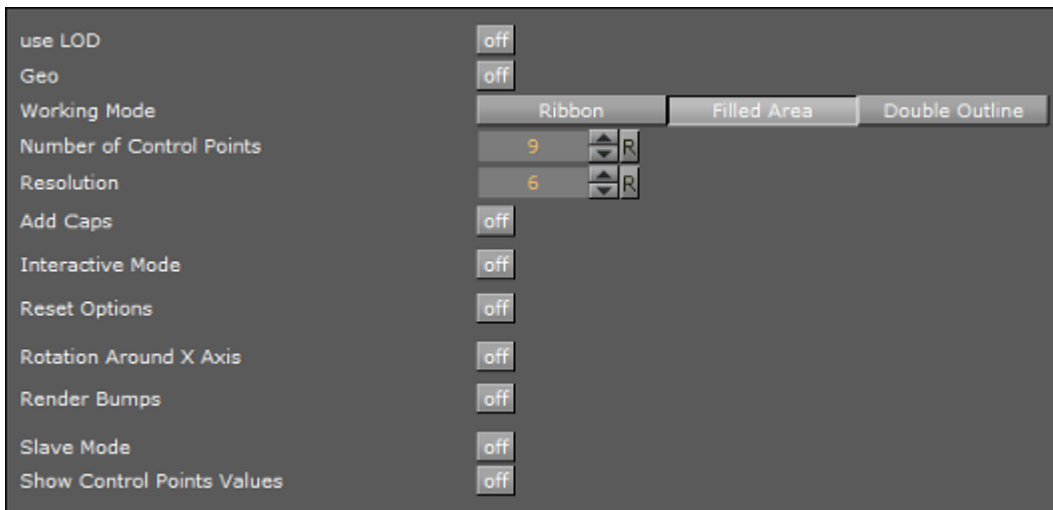 use LOD off
Geo off
Working Mode Ribbon Filled Area Double Outline
Number of Control Points 9 R
Resolution 6 R
Add Caps off
Interactive Mode off
Reset Options off
Rotation Around X Axis off
Render Bumps off
Slave Mode off
Show Control Points Values off